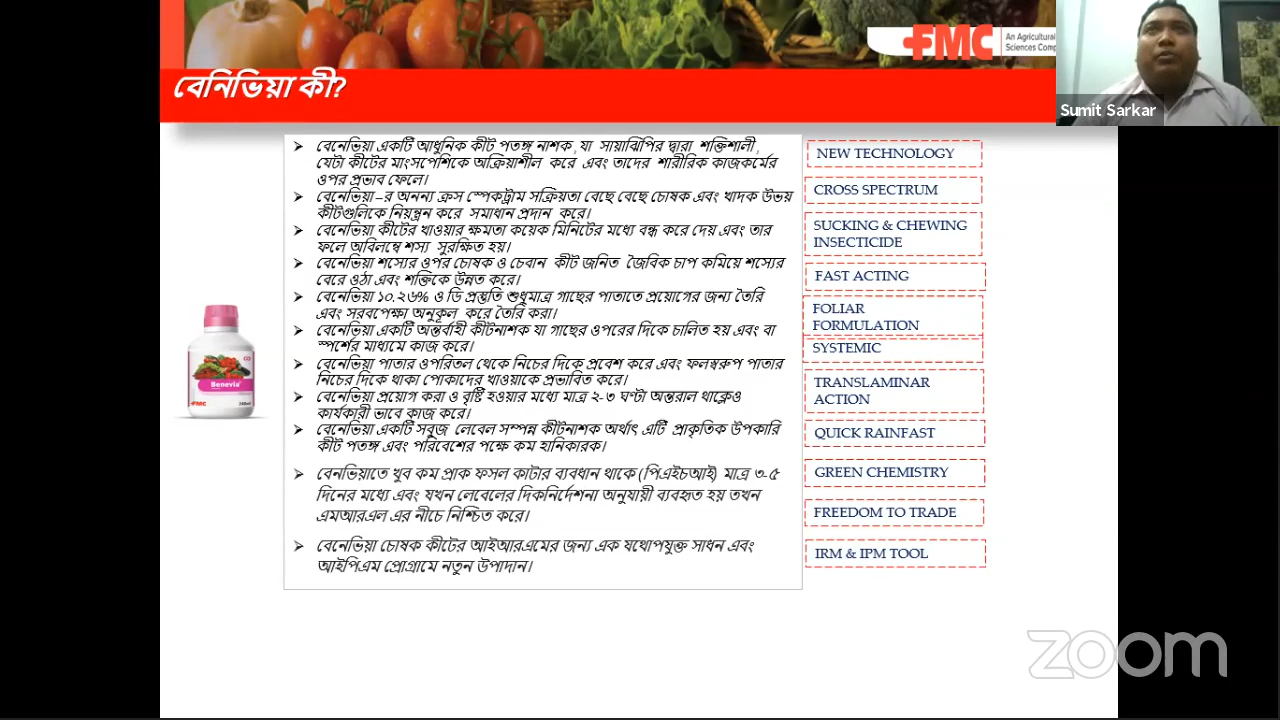 FMC An Agricultural
Sciences Comp
বেনিভিয়া কী?
Sumit Sarkar
➢ বেনেভিয়া একটি আধুনিক কীট পতঙ্গ নাশক ,যা সায়াঝিপির দ্বারা শক্তিশালী ,
যেটা কীটের মাংসপেশিকে অক্রিয়াশীল করে এবং তাদের শারীরিক কাজকর্মের
ওপর প্রভাব ফেলে।
NEW TECHNOLOGY
➢ বেনেভিয়া –র অনন্য ক্রস স্পেকট্রাম সক্রিয়তা বেছে বেছে চোষক এবং খাদক উভয়
কীটগুলিকে নিয়ন্ত্রন করে সমাধান প্রদান করে।
CROSS SPECTRUM
➢ বেনেভিয়া কীটের খাওয়ার ক্ষমতা কয়েক মিনিটের মধ্যে বন্ধ করে দেয় এবং তার
ফলে অবিলম্বে শস্য সুরক্ষিত হয়।
SUCKING & CHEWING
INSECTICIDE
➢ বেনেভিয়া শস্যের ওপর চোষক ও চেবান কীট জনিত জৈবিক চাপ কমিয়ে শস্যের
বেরে ওঠা এবং শক্তিকে উন্নত করে।
FAST ACTING
➢ বেনেভিয়া ১০.২৬% ও ডি প্রস্তুতি শুধুমাত্র গাছের পাতাতে প্রয়োগের জন্য তৈরি
এবং সরবপেক্ষা অনুকূল করে তৈরি করা।
FOLIAR
FORMULATION
➢ বেনেভিয়া একটি অন্তর্বাহী কীটনাশক যা গাছের ওপরের দিকে চালিত হয় এবং বা
স্পর্শের মাধ্যমে কাজ করে।
SYSTEMIC
➢ বেনেভিয়া পাতার ওপরিতল থেকে নিচের দিকে প্রবেশ করে এবং ফলস্বরুপ পাতার
নিচের দিকে থাকা পোকাদের খাওয়াকে প্রভাবিত করে।
TRANSLAMINAR
ACTION
➢ বেনেভিয়া প্রয়োগ করা ও বৃষ্টি হওয়ার মধ্যে মাত্র ২-৩ ঘণ্টা অন্তরাল থাক্লেও
কার্যকারী ভাবে কাজ করে।
QUICK RAINFAST
➢ বেনেভিয়া একটি সবুজ লেবেল সম্পন্ন কীটনাশক অর্থাৎ এটি প্রাকৃতিক উপকারি
কীট পতঙ্গ এবং পরিবেশের পক্ষে কম হানিকারক।
GREEN CHEMISTRY
➢ বেনভিয়াতে খুব কম প্রাক ফসল কাটার ব্যবধান থাকে (পিএইচআই) মাত্র ৩-৫
দিনের মধ্যে এবং যখন লেবেলের দিকনির্দেশনা অনুযায়ী ব্যবহৃত হয় তখন
এমআরএল এর নীচে নিশ্চিত করে।
FREEDOM TO TRADE
➢ বেনেভিয়া চোষক কীটের আইআরএমের জন্য এক যথোপযুক্ত সাধন এবং
আইপিএম প্রোগ্রামে নতুন উপাদান।
IRM & IPM TOOL
Benevia
FMC
zoom